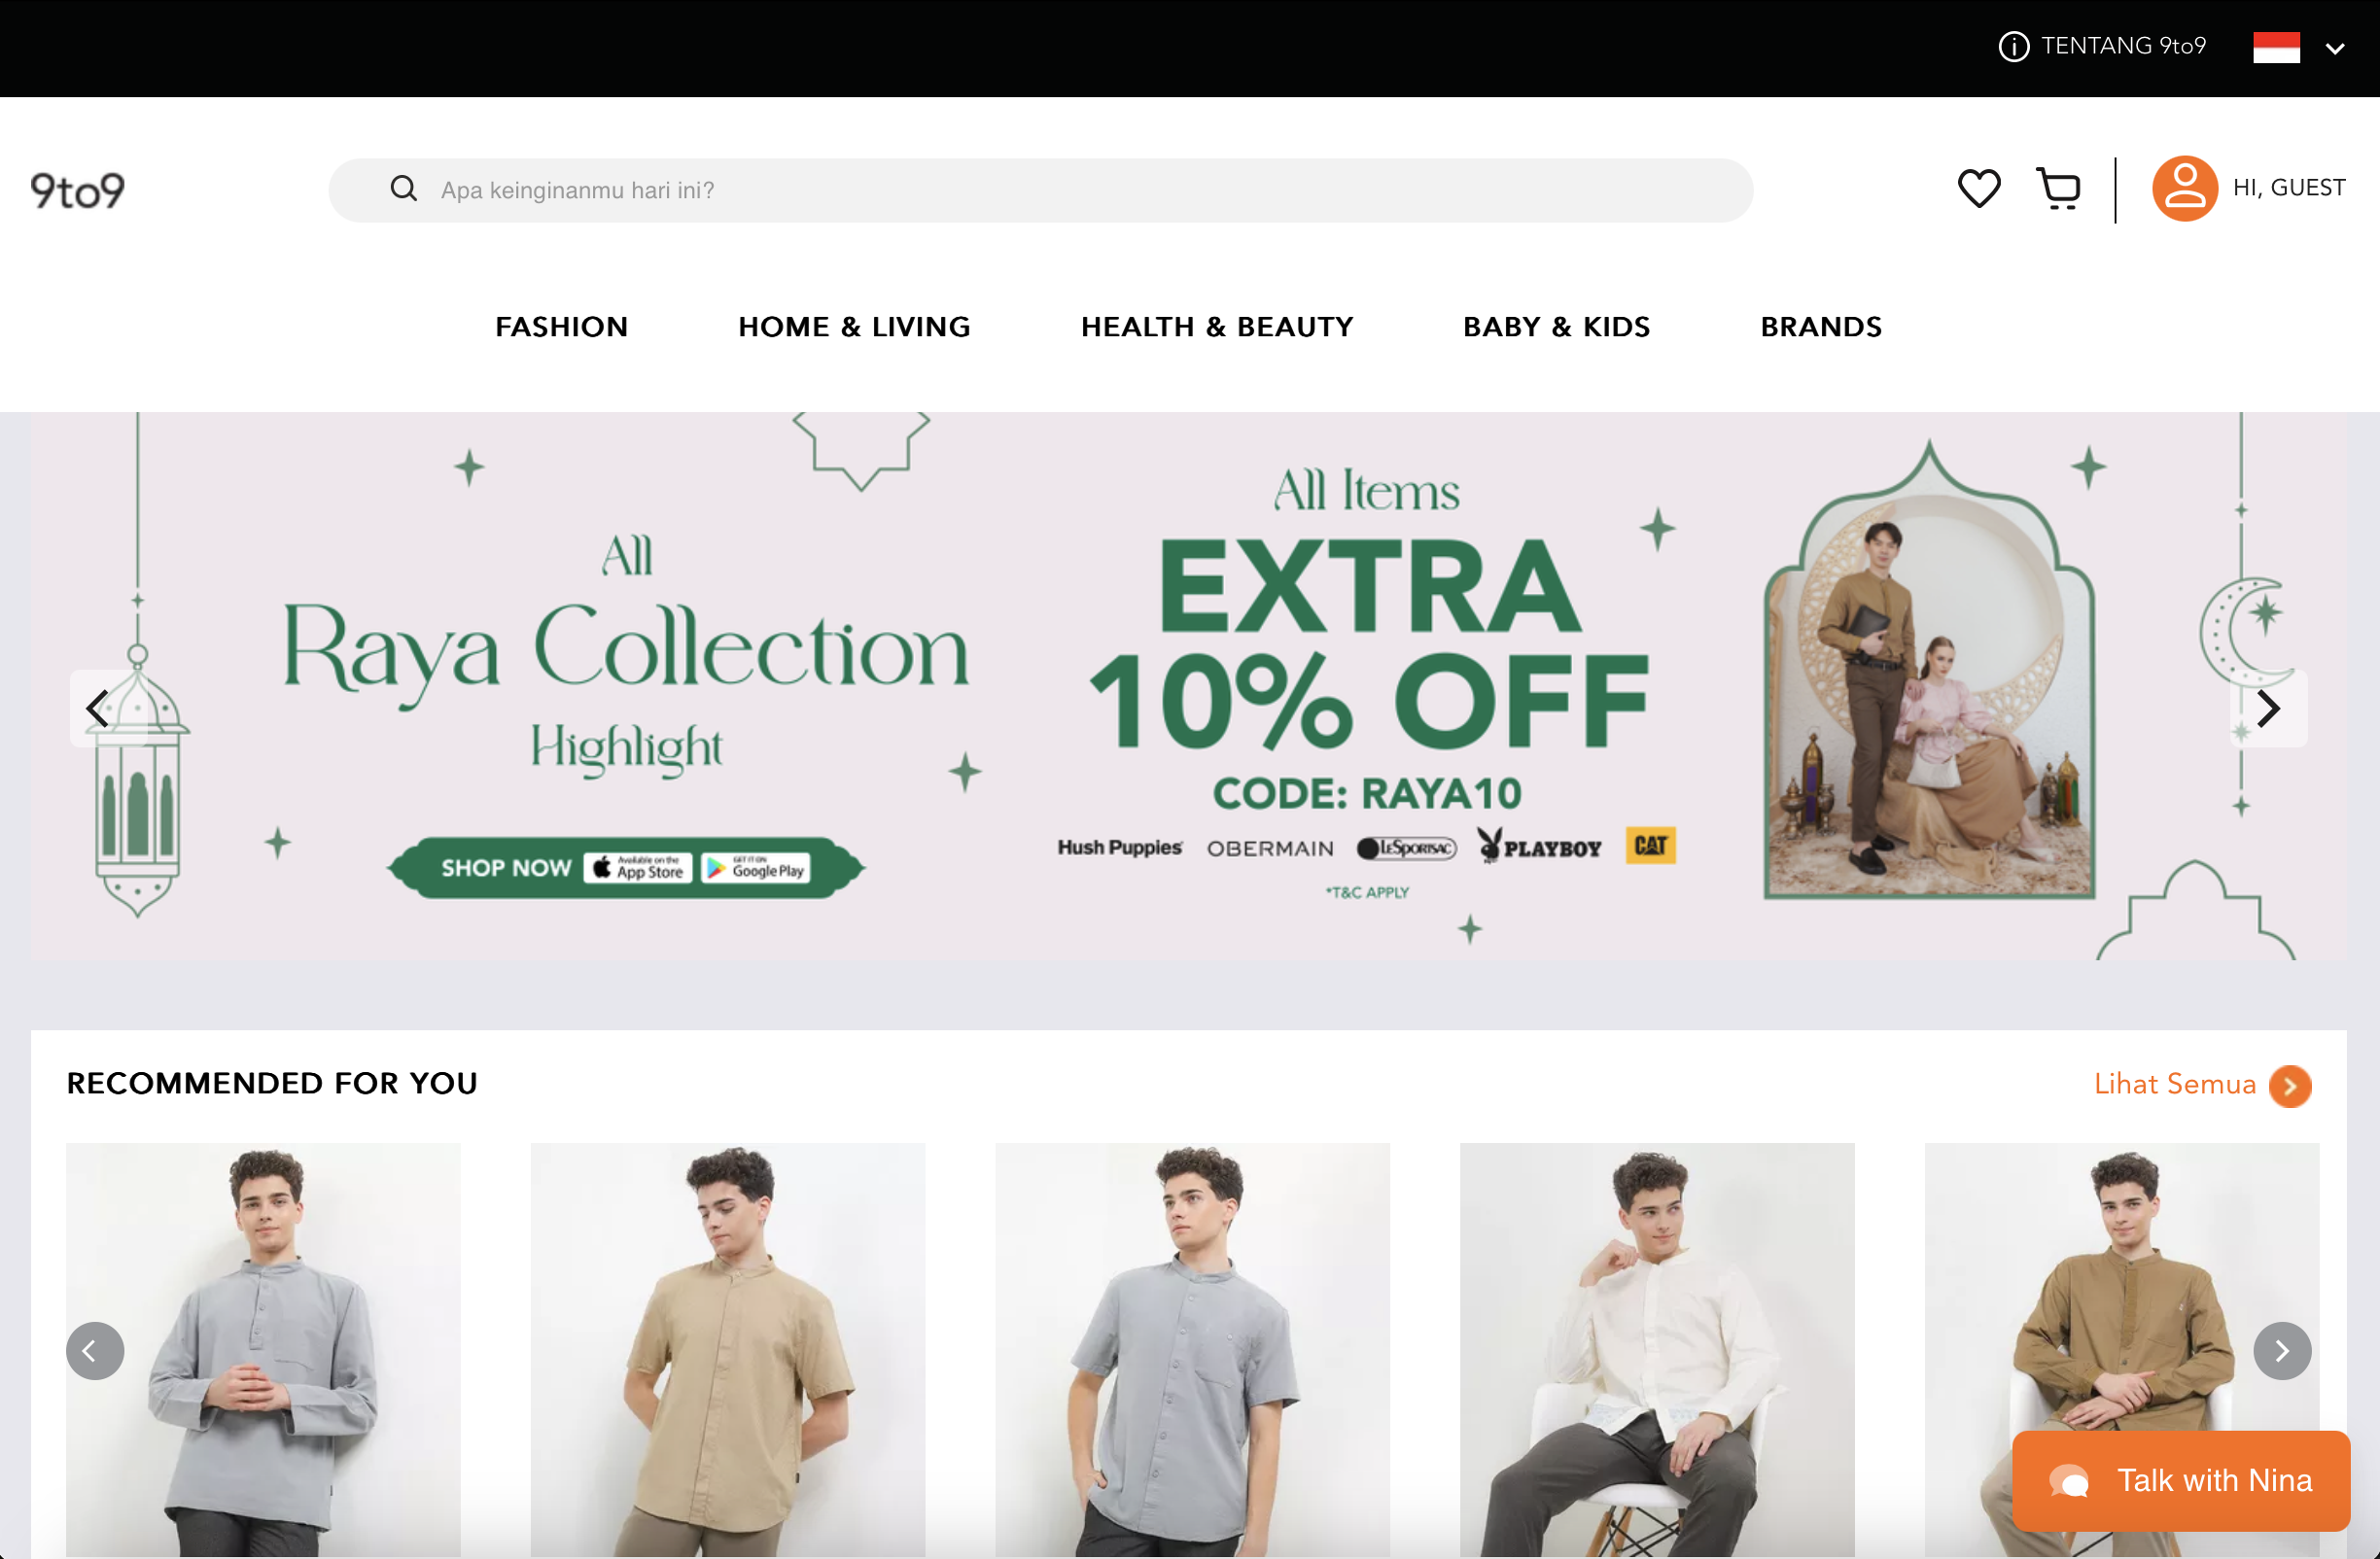 TENTANG 9to9
9to9
Apa keinginanmu hari ini?
HI, GUEST
FASHION
HOME & LIVING
HEALTH & BEAUTY
BABY & KIDS
BRANDS
All
Raya Collection
Highlight
SHOP NOW
Available on the
App Store
GET IT ON
Google Play
All Items
EXTRA
10% OFF
CODE: RAYA10
Hush Puppies
OBERMAIN
LESPORTSAC
PLAYBOY
CAT
*T&C APPLY
RECOMMENDED FOR YOU
Lihat Semua
Talk with Nina